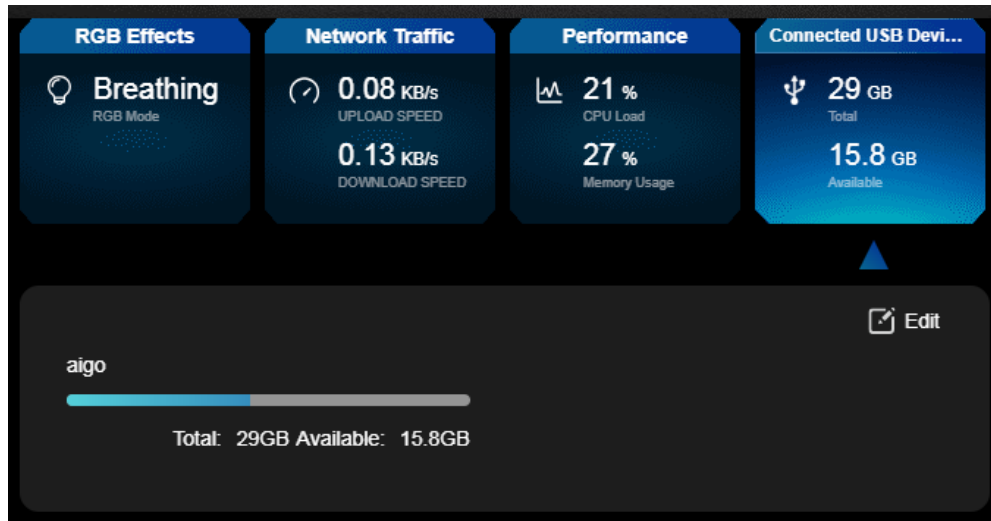 RGB Effects
Breathing
RGB Mode
Network Traffic
0.08 KB/s
UPLOAD SPEED
0.13 KB/s
DOWNLOAD SPEED
Performance
21 %
CPU Load
27 %
Memory Usage
Connected USB Devi...
29 GB
Total
15.8 GB
Available
Edit
aigo
Total: 29GB Available: 15.8GB